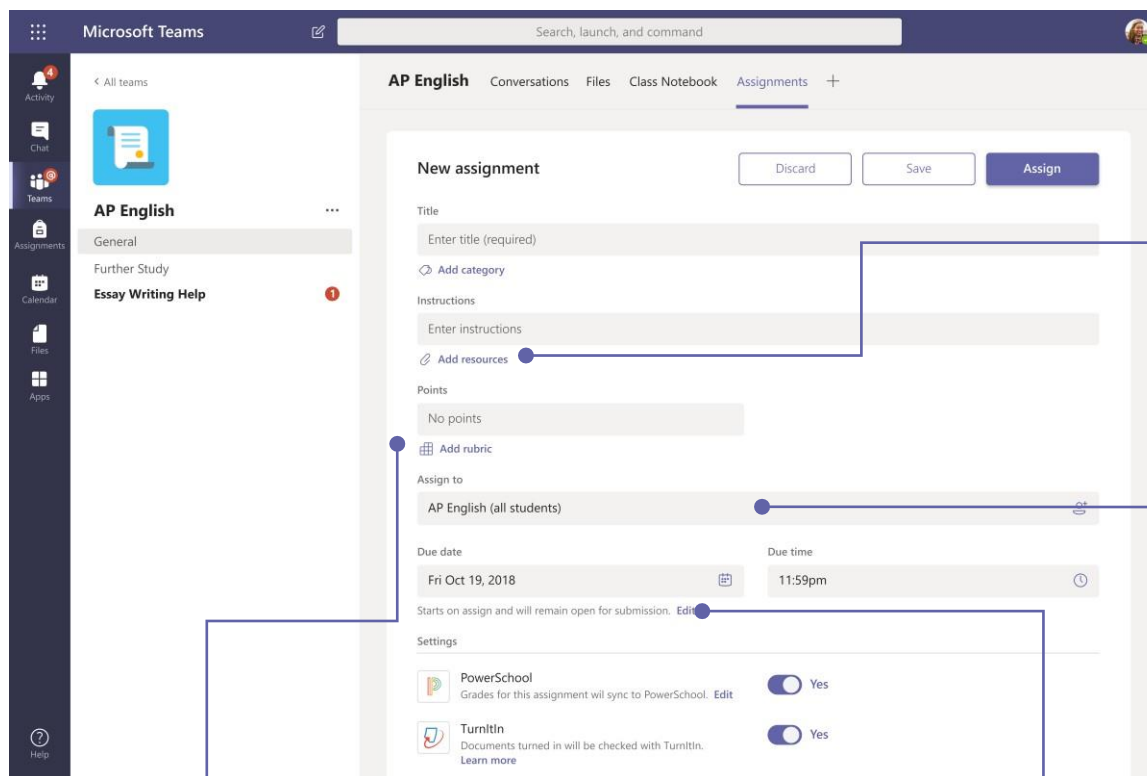 Microsoft Teams
Search, launch, and command
4
Activity
Chat
@
Teams
Assignments
Calendar
Files
Apps
Help
< All teams
AP English
...
General
Further Study
Essay Writing Help
1
AP English Conversations Files Class Notebook Assignments +
New assignment
Discard
Save
Assign
Title
Enter title (required)
Add category
Instructions
Enter instructions
Add resources
Points
No points
Add rubric
Assign to
AP English (all students)
Due date Due time
Fri Oct 19, 2018 11:59pm
Starts on assign and will remain open for submission. Edit
Settings
PowerSchool
Grades for this assignment wil sync to PowerSchool. Edit
Yes
TurnItIn
Documents turned in will be checked with TurnItIn.
Learn more
Yes